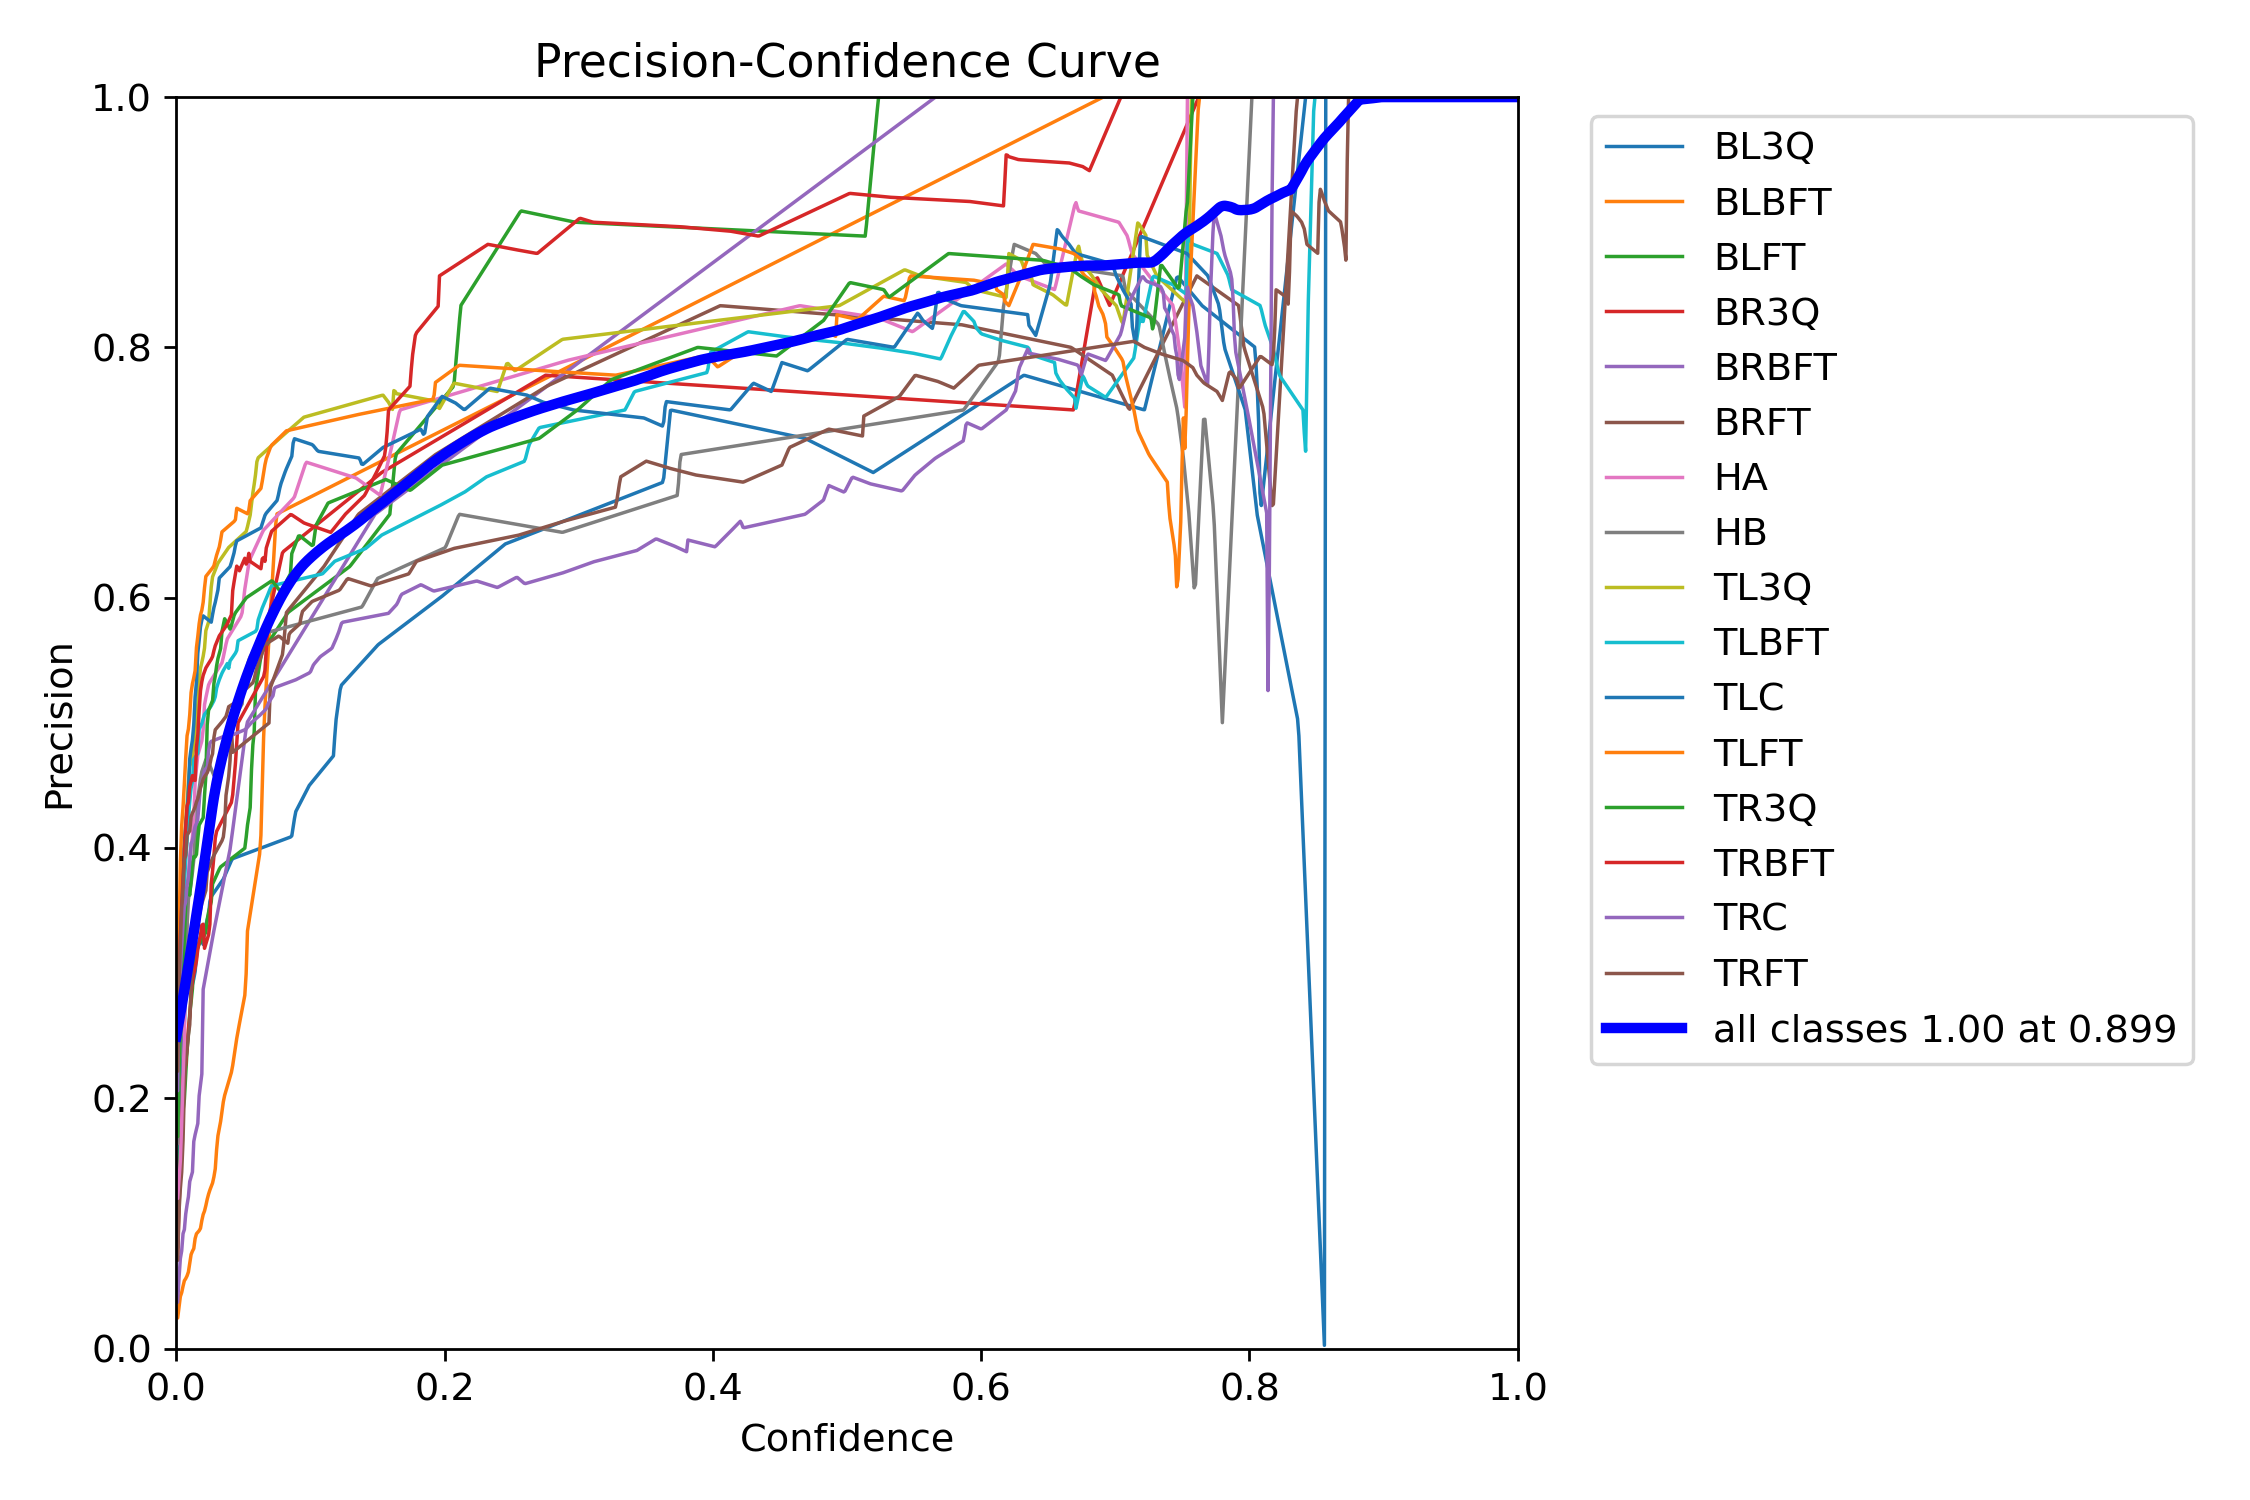 Precision-Confidence Curve
1.0
0.8
0.6
0.4
0.2
0.0
Precision
0.0 0.2 0.4 0.6 0.8 1.0
Confidence
BL3Q
BLBFT
BLFT
BR3Q
BRBFT
BRFT
HA
HB
TL3Q
TLBFT
TLC
TLFT
TR3Q
TRBFT
TRC
TRFT
all classes 1.00 at 0.899